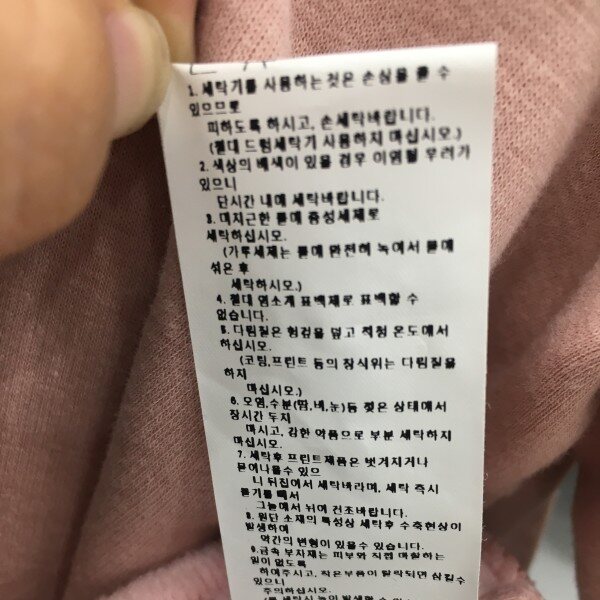 1. 세탁기를 사용하는것은 손심을 줄 수
있으므로
피하도록 하시고, 손세탁바랍니다.
(절대 드럼세탁기 사용하지 마십시오.)
2. 색상의 배색이 있을 경우 이염될 우려가
있으니
단시간 내에 세탁바랍니다.
3. 미지근한 물에 중성세제로
세탁하십시오.
(가루세제는 물에 완전히 녹여서 물에
섞은 후
세탁하시오.)
4. 절대 염소계 표백제로 표백할 수
없습니다.
5. 다림질은 헝겊을 덮고 적정 온도에서
하십시오.
(코팅,프린트 등의 장식위는 다림질을
하지
마십시오.)
6. 오염,수분(땀,비,눈)등 젖은 상태에서
장시간 두지
마시고, 강한 약품으로 부분 세탁하지
마십시오.
7. 세탁후 프린트제품은 벗겨지거나
묻어나올수 있으
니 뒤집어서 세탁바라며, 세탁 즉시
물기를 빼서
그늘에서 뉘여 건조바랍니다.
8. 원단 소재의 특성상 세탁후 수축현상이
발생하여
약간의 변형이 있을수 있습니다.
9.금속 부자재는 피부와 직접 마찰하는
일이 없도록
하여주시고, 작은부품이 탈락되면 삼킬수
있으니
주의하십시오.